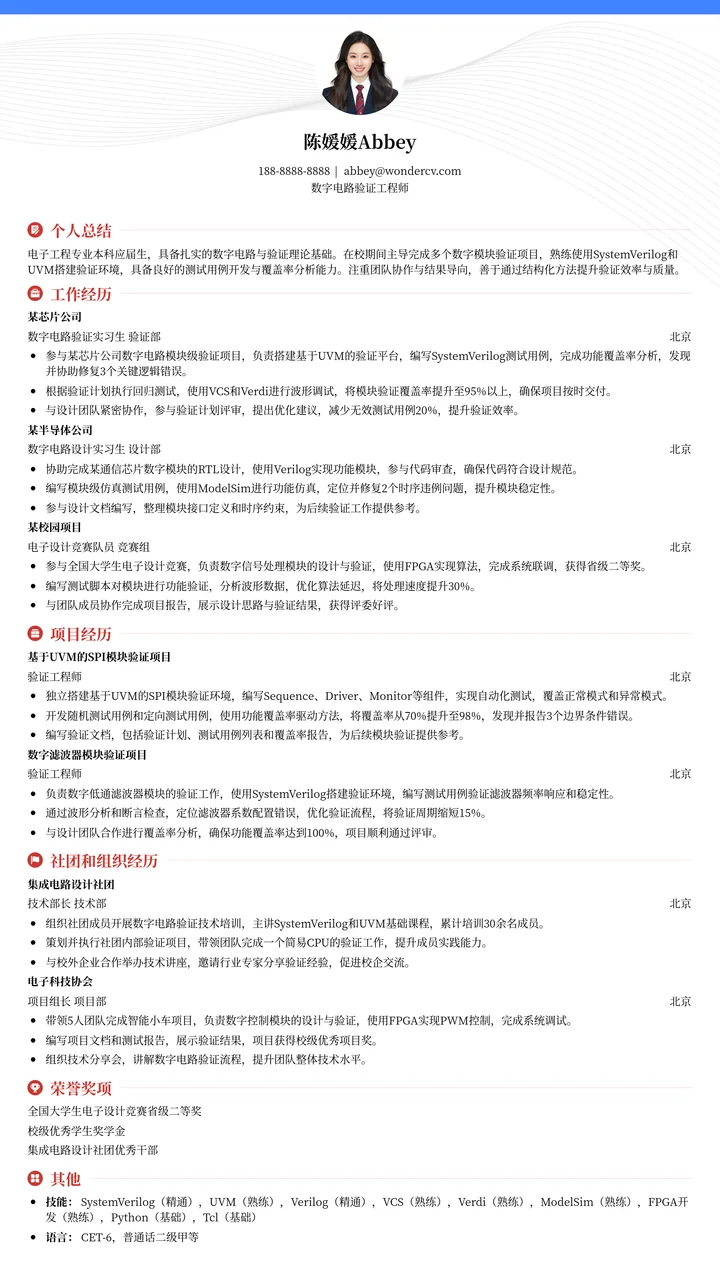 陈媛媛Abbey
188-8888-8888 | abbey@wondercv.com
数字电路验证工程师
个人总结
电子工程专业本科应届生，具备扎实的数字电路与验证理论基础。在校期间主导完成多个数字模块验证项目，熟练使用SystemVerilog和
UVM搭建验证环境，具备良好的测试用例开发与覆盖率分析能力。注重团队协作与结果导向，善于通过结构化方法提升验证效率与质量。
工作经历
某芯片公司
数字电路验证实习生 验证部 北京
• 参与某芯片公司数字电路模块级验证项目，负责搭建基于UVM的验证平台，编写SystemVerilog测试用例，完成功能覆盖率分析，发现
并协助修复3个关键逻辑错误。
• 根据验证计划执行回归测试，使用VCS和Verdi进行波形调试，将模块验证覆盖率提升至95%以上，确保项目按时交付。
• 与设计团队紧密协作，参与验证计划评审，提出优化建议，减少无效测试用例20%，提升验证效率。
某半导体公司
数字电路设计实习生 设计部 北京
• 协助完成某通信芯片数字模块的RTL设计，使用Verilog实现功能模块，参与代码审查，确保代码符合设计规范。
• 编写模块级仿真测试用例，使用ModelSim进行功能仿真，定位并修复2个时序违例问题，提升模块稳定性。
• 参与设计文档编写，整理模块接口定义和时序约束，为后续验证工作提供参考。
某校园项目
电子设计竞赛队员 竞赛组 北京
• 参与全国大学生电子设计竞赛，负责数字信号处理模块的设计与验证，使用FPGA实现算法，完成系统联调，获得省级二等奖。
• 编写测试脚本对模块进行功能验证，分析波形数据，优化算法延迟，将处理速度提升30%。
• 与团队成员协作完成项目报告，展示设计思路与验证结果，获得评委好评。
项目经历
基于UVM的SPI模块验证项目
验证工程师 北京
• 独立搭建基于UVM的SPI模块验证环境，编写Sequence、Driver、Monitor等组件，实现自动化测试，覆盖正常模式和异常模式。
• 开发随机测试用例和定向测试用例，使用功能覆盖率驱动方法，将覆盖率从70%提升至98%，发现并报告3个边界条件错误。
• 编写验证文档，包括验证计划、测试用例列表和覆盖率报告，为后续模块验证提供参考。
数字滤波器模块验证项目
验证工程师 北京
• 负责数字低通滤波器模块的验证工作，使用SystemVerilog搭建验证环境，编写测试用例验证滤波器频率响应和稳定性。
• 通过波形分析和断言检查，定位滤波器系数配置错误，优化验证流程，将验证周期缩短15%。
• 与设计团队合作进行覆盖率分析，确保功能覆盖率达到100%，项目顺利通过评审。
社团和组织经历
集成电路设计社团
技术部长 技术部 北京
• 组织社团成员开展数字电路验证技术培训，主讲SystemVerilog和UVM基础课程，累计培训30余名成员。
• 策划并执行社团内部验证项目，带领团队完成一个简易CPU的验证工作，提升成员实践能力。
• 与校外企业合作举办技术讲座，邀请行业专家分享验证经验，促进校企交流。
电子科技协会
项目组长 项目部 北京
• 带领5人团队完成智能小车项目，负责数字控制模块的设计与验证，使用FPGA实现PWM控制，完成系统调试。
• 编写项目文档和测试报告，展示验证结果，项目获得校级优秀项目奖。
• 组织技术分享会，讲解数字电路验证流程，提升团队整体技术水平。
荣誉奖项
全国大学生电子设计竞赛省级二等奖
校级优秀学生奖学金
集成电路设计社团优秀干部
其他
• 技能： SystemVerilog（精通），UVM（熟练），Verilog（精通），VCS（熟练），Verdi（熟练），ModelSim（熟练），FPGA开
发（熟练），Python（基础），Tcl（基础）
• 语言： CET-6，普通话二级甲等